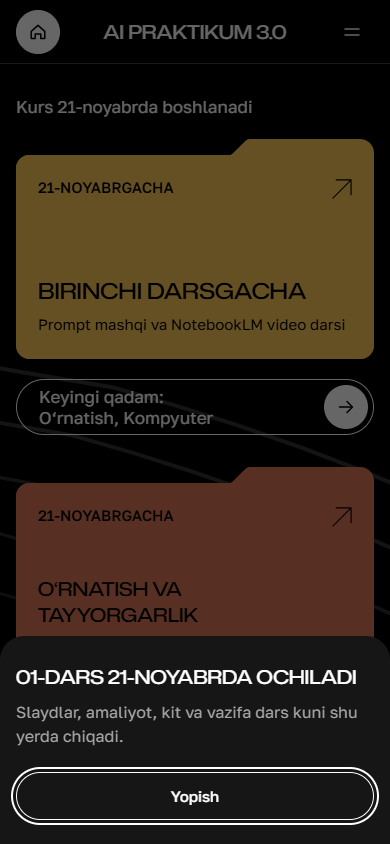 AI PRAKTIKUM 3.0
Kurs 21-noyabrda boshlanadi
21-NOYABRGACHA
BIRINCHI DARSGACHA
Prompt mashqi va NotebookLM video darsi
Keyingi qadam:
O‘rnatish, Kompyuter
21-NOYABRGACHA
O‘RNATISH VA
TAYYORGARLIK
01-DARS 21-NOYABRDA OCHILADI
Slaydlar, amaliyot, kit va vazifa dars kuni shu
yerda chiqadi.
Yopish